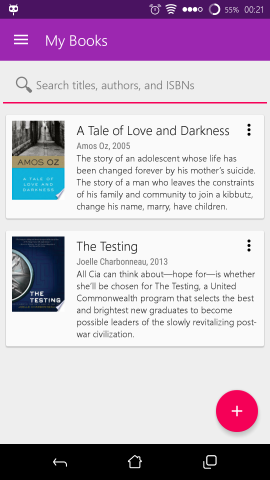 55% 00:21
My Books
Search titles, authors, and ISBNs
A Tale of Love and Darkness
Amos Oz, 2005
The story of an adolescent whose life has
been changed forever by his mother's suicide.
The story of a man who leaves the constraints
of his family and community to join a kibbutz,
change his name, marry, have children.
AMOS OZ
A TALE OF
LOVE AND
DARKNESS
The Testing
Joelle Charbonneau, 2013
All Cia can think about—hope for—is whether
she'll be chosen for The Testing, a United
Commonwealth program that selects the best
and brightest new graduates to become
possible leaders of the slowly revitalizing post-
war civilization.
THE
TESTING